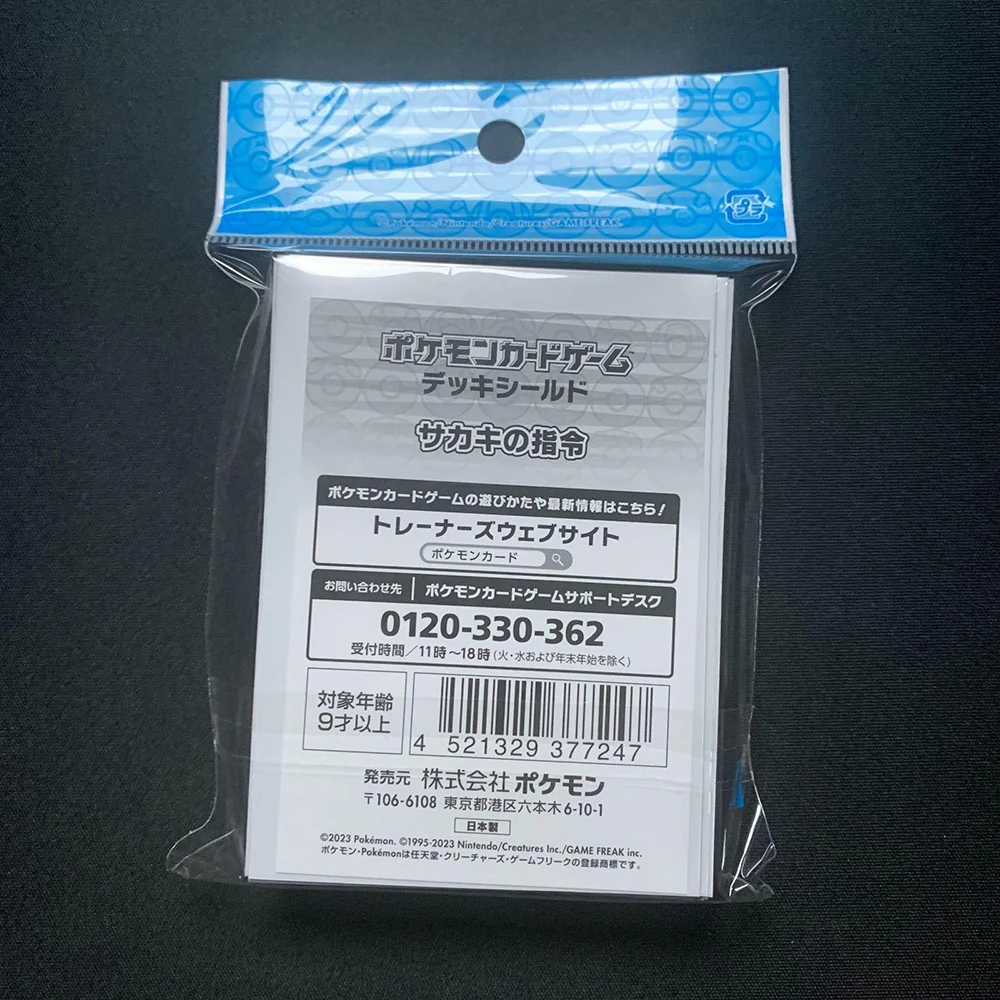 ©Pokémon/Nintendo/Creatures/GAME FREAK.
プラ
ポケモンカードゲーム
デッキシールド
サカキの指令
ポケモンカードゲームの遊びかたや最新情報はこちら!
トレーナーズウェブサイト
ポケモンカード
お問い合わせ先 ポケモンカードゲームサポートデスク
0120-330-362
受付時間/11時~18時(火・水および年末年始を除く)
対象年齢
9才以上
4 521329 377247
発売元 株式会社ポケモン
〒106-6108 東京都港区六本木6-10-1
日本製
©2023 Pokémon. ©1995-2023 Nintendo/Creatures Inc./GAME FREAK inc.
ポケモン・Pokémonは任天堂・クリーチャーズ・ゲームフリークの登録商標です。